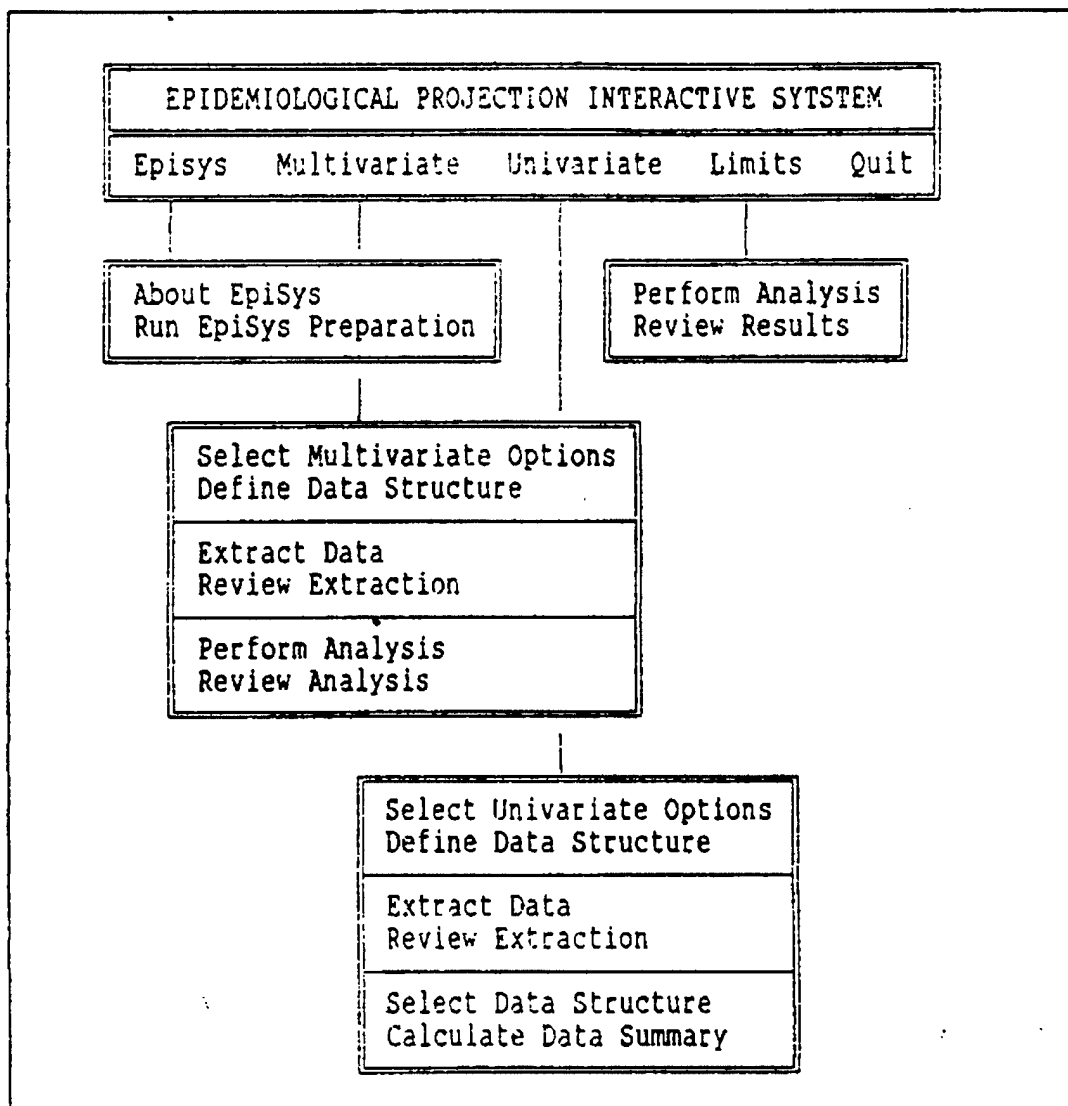 EPIDEMIOLOGICAL PROJECTION INTERACTIVE SYTSTEM
Episys Multivariate Univariate Limits Quit
About EpiSys
Run EpiSys Preparation
Perform Analysis
Review Results
Select Multivariate Options
Define Data Structure
Extract Data
Review Extraction
Perform Analysis
Review Analysis
Select Univariate Options
Define Data Structure
Extract Data
Review Extraction
Select Data Structure
Calculate Data Summary